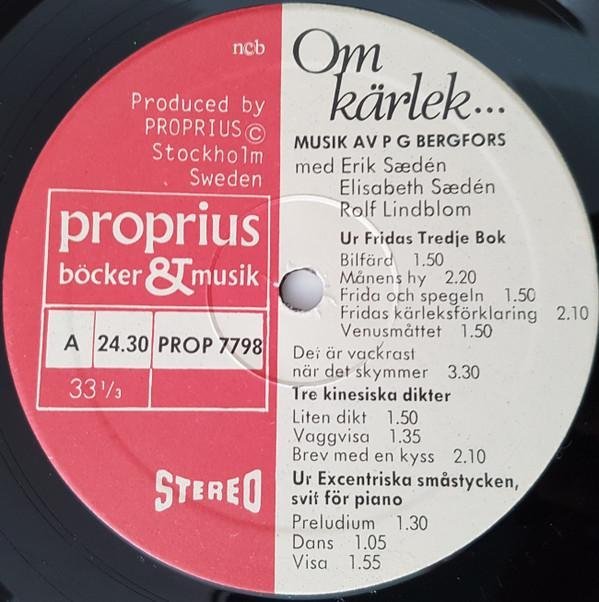 ncb
Produced by
PROPRIUS ©
Stockholm
Sweden
proprius
böcker & musik
A 24.30 PROP 7798
33 1/3
STEREO
Om
kärlek...
MUSIK AV P G BERGFORS
med Erik Sædén
Elisabeth Sædén
Rolf Lindblom
Ur Fridas Tredje Bok
Bilfärd 1.50
Månens hy 2.20
Frida och spegeln 1.50
Fridas kärleksförklaring 2.10
Venusmåttet 1.50
Det är vackrast
när det skymmer 3.30
Tre kinesiska dikter
Liten dikt 1.50
Vaggvisa 1.35
Brev med en kyss 2.10
Ur Excentriska småstycken,
svit för piano
Preludium 1.30
Dans 1.05
Visa 1.55